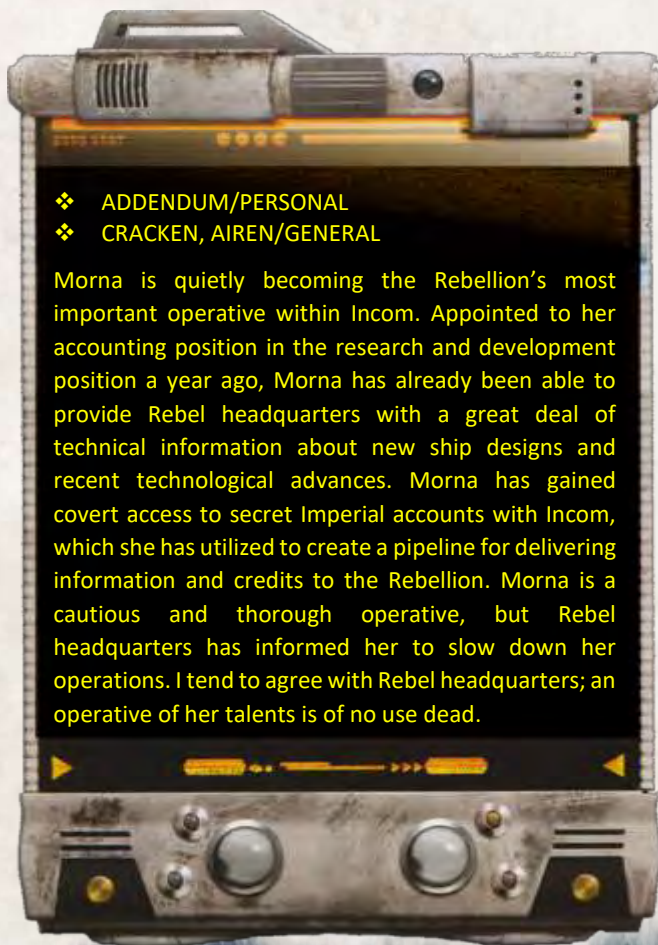 ❖ ADDENDUM/PERSONAL
❖ CRACKEN, AIREN/GENERAL
Morna is quietly becoming the Rebellion’s most
important operative within Incom. Appointed to her
accounting position in the research and development
position a year ago, Morna has already been able to
provide Rebel headquarters with a great deal of
technical information about new ship designs and
recent technological advances. Morna has gained
covert access to secret Imperial accounts with Incom,
which she has utilized to create a pipeline for delivering
information and credits to the Rebellion. Morna is a
cautious and thorough operative, but Rebel
headquarters has informed her to slow down her
operations. I tend to agree with Rebel headquarters; an
operative of her talents is of no use dead.